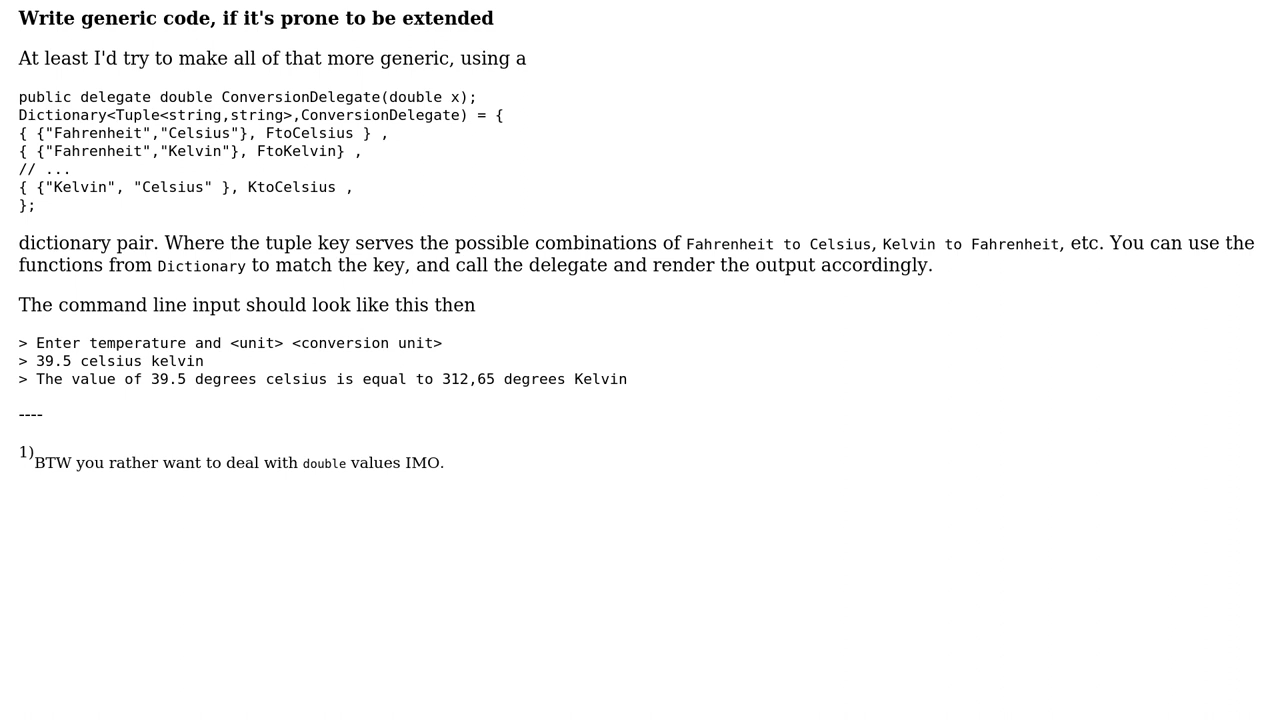 Write generic code, if it's prone to be extended
At least I'd try to make all of that more generic, using a
public delegate double ConversionDelegate(double x);
Dictionary<Tuple<string,string>,ConversionDelegate) = {
{ {"Fahrenheit","Celsius"}, FtoCelsius } ,
{ {"Fahrenheit","Kelvin"}, FtoKelvin} ,
// ...
{ {"Kelvin", "Celsius" }, KtoCelsius ,
};
dictionary pair. Where the tuple key serves the possible combinations of Fahrenheit to Celsius, Kelvin to Fahrenheit, etc. You can use the
functions from Dictionary to match the key, and call the delegate and render the output accordingly.
The command line input should look like this then
> Enter temperature and <unit> <conversion unit>
> 39.5 celsius kelvin
> The value of 39.5 degrees celsius is equal to 312,65 degrees Kelvin
----
1)BTW you rather want to deal with double values IMO.